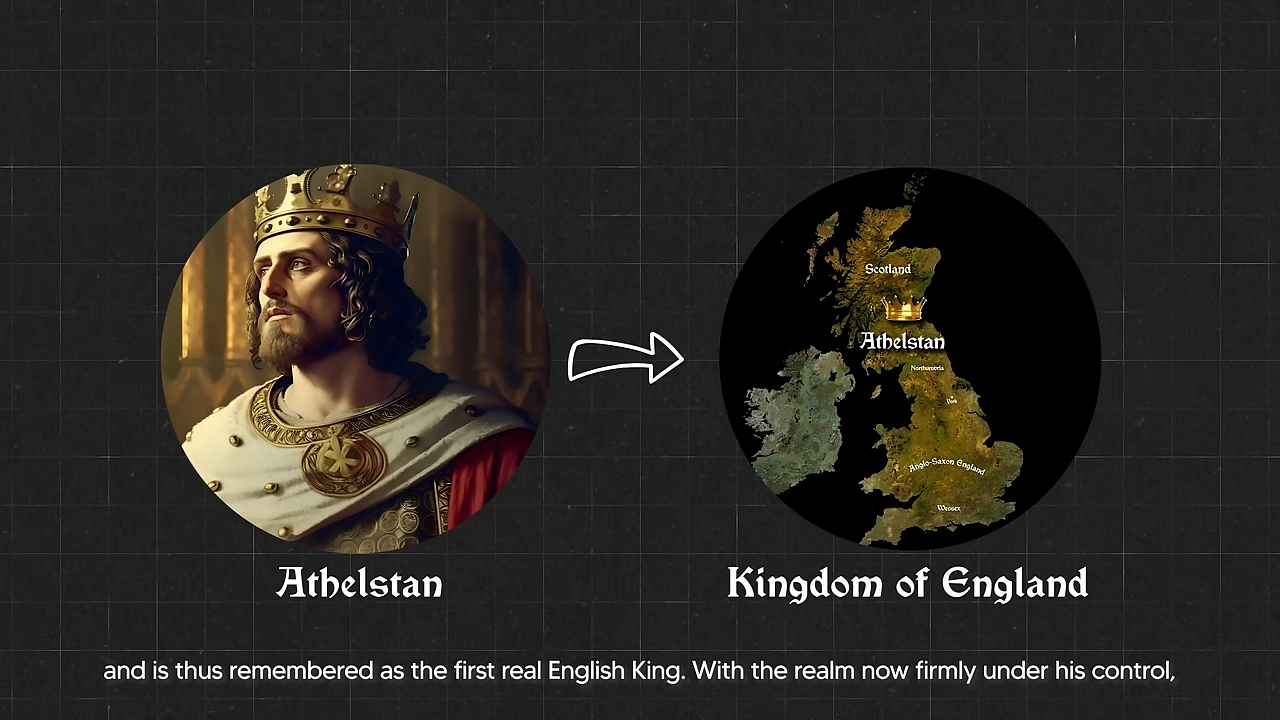 Scotland
Athelstan
Northumbria
York
Anglo-Saxon England
Wessex
Athelstan
Kingdom of England
and is thus remembered as the first real English King. With the realm now firmly under his control,